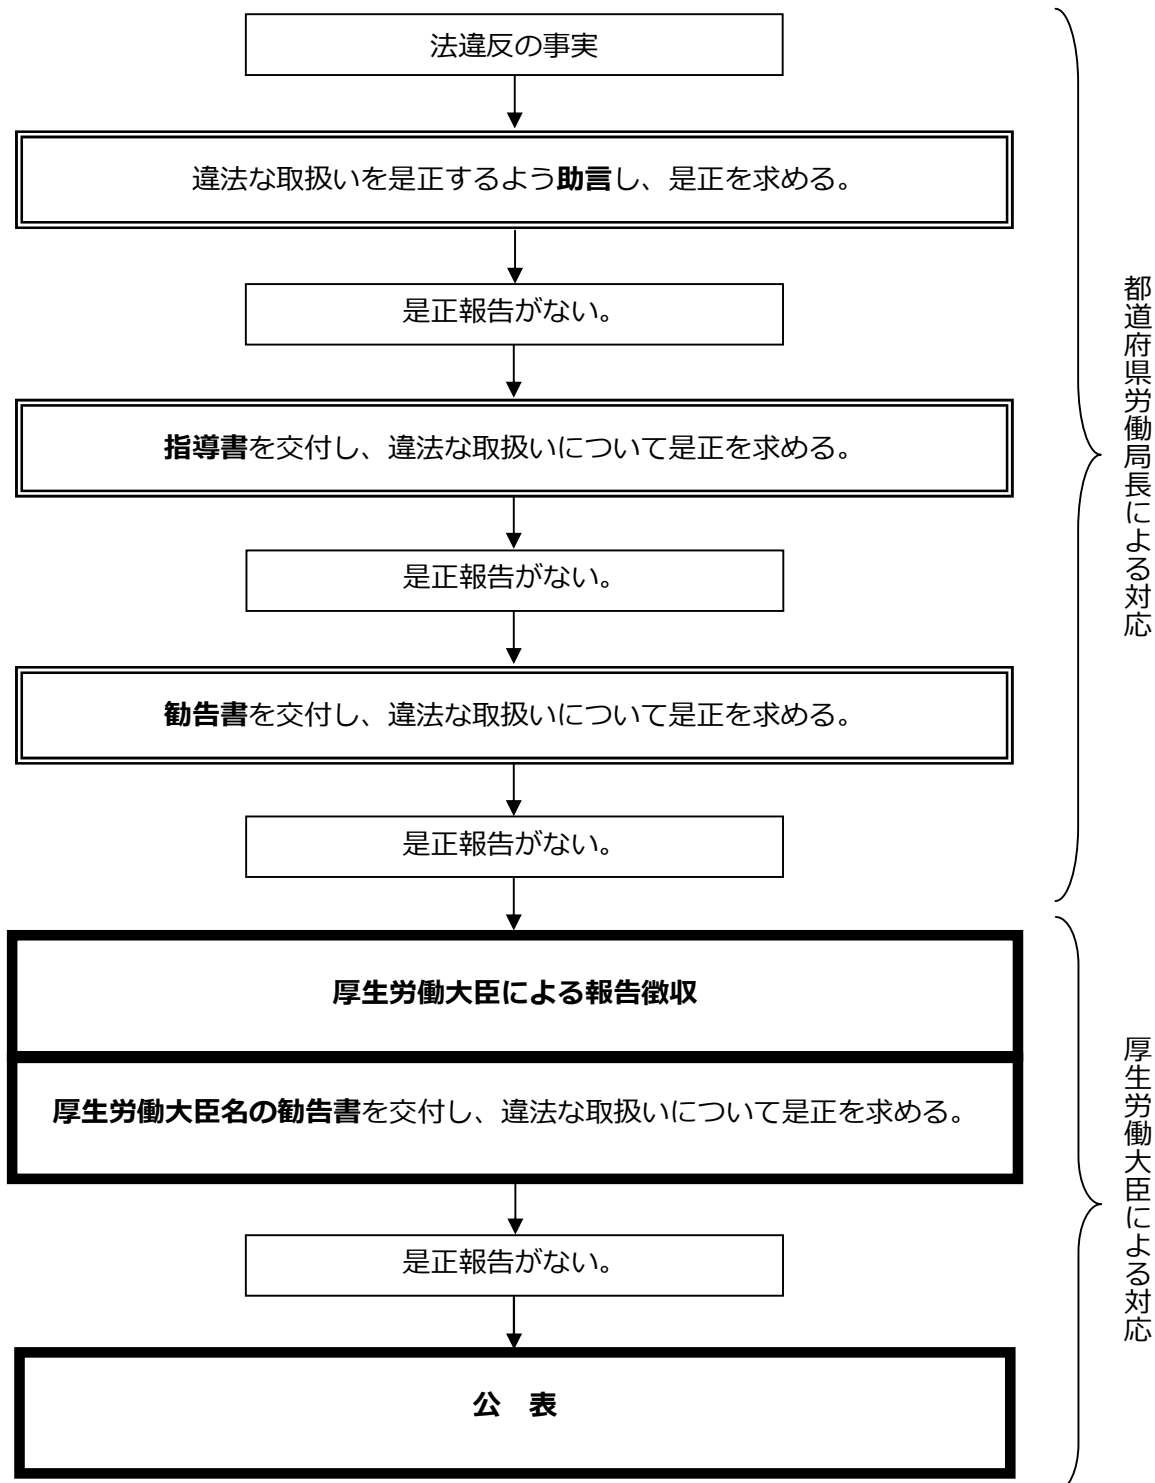 法違反の事実
違法な取扱いを是正するよう助言し、是正を求める。
是正報告がない。
指導書を交付し、違法な取扱いについて是正を求める。
是正報告がない。
勧告書を交付し、違法な取扱いについて是正を求める。
是正報告がない。
都道府県労働局長による対応
厚生労働大臣による報告徴収
厚生労働大臣名の勧告書を交付し、違法な取扱いについて是正を求める。
是正報告がない。
公　表
厚生労働大臣による対応